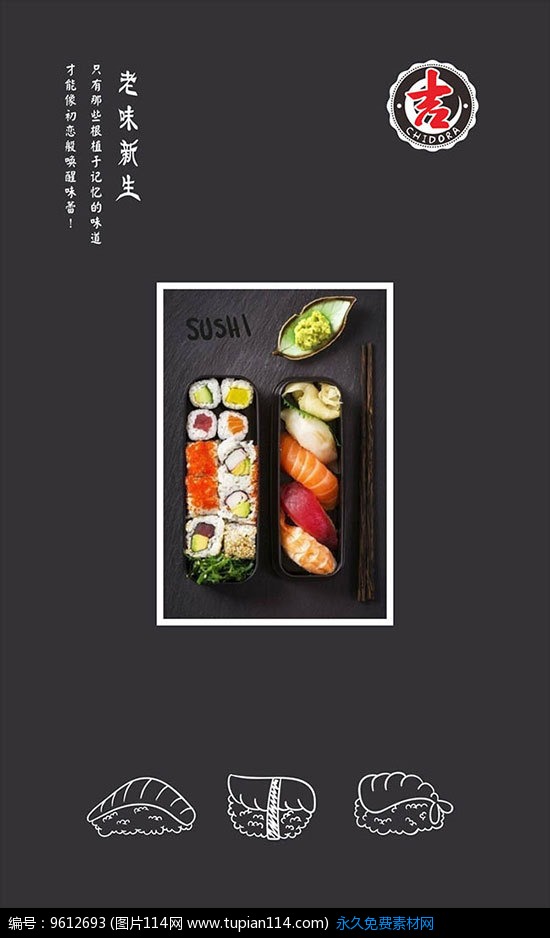 老味新生
只有那些根植于记忆的味道
才能像初恋般唤醒味蕾！
吉
CHIDORA
SUSHI
编号：9612693 (图片114网 www.tupian114.com) 永久免费素材网